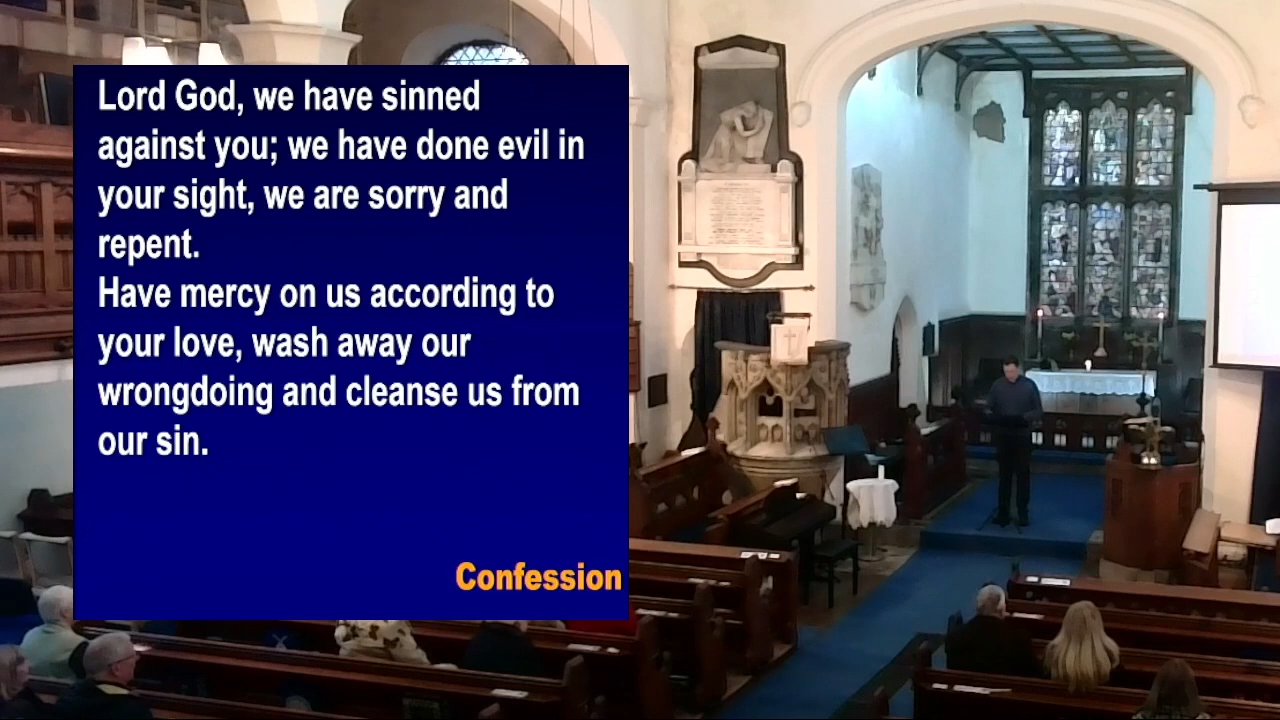 Lord God, we have sinned
against you; we have done evil in
your sight, we are sorry and
repent.
Have mercy on us according to
your love, wash away our
wrongdoing and cleanse us from
our sin.
Confession